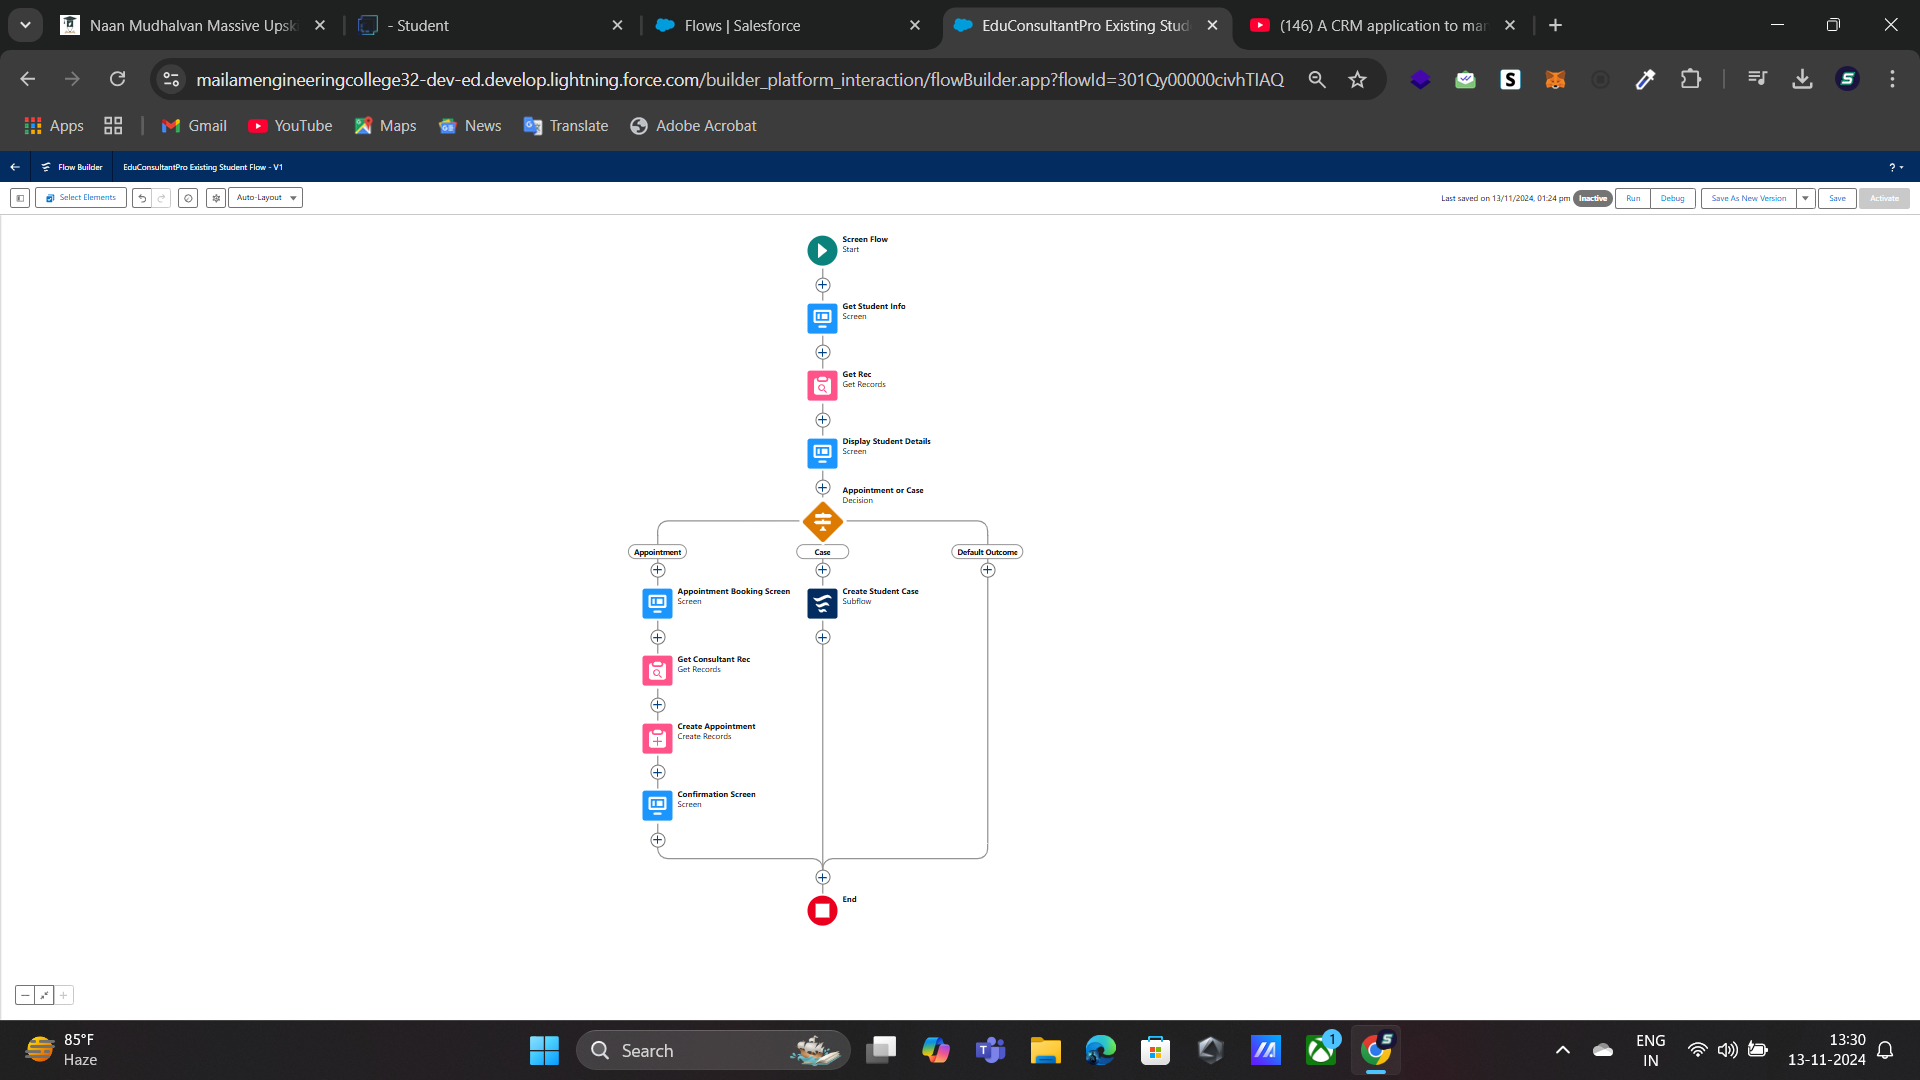 Naan Mudhalvan Massive Upsk
- Student
Flows | Salesforce
EduConsultantPro Existing Stud
(146) A CRM application to mar
mailamengineeringcollege32-dev-ed.develop.lightning.force.com/builder_platform_interaction/flowBuilder.app?flowId=301Qy00000civhTIAQ
Apps
Gmail
YouTube
Maps
News
Translate
Adobe Acrobat
Flow Builder
EduConsultantPro Existing Student Flow - V1
?
Select Elements
Auto-Layout
Last saved on 13/11/2024, 01:24 pm
Inactive
Run
Debug
Save As New Version
Save
Activate
Screen Flow
Start
Get Student Info
Screen
Get Rec
Get Records
Display Student Details
Screen
Appointment or Case
Decision
Appointment
Case
Default Outcome
Appointment Booking Screen
Screen
Create Student Case
Subflow
Get Consultant Rec
Get Records
Create Appointment
Create Records
Confirmation Screen
Screen
End
85°F
Haze
Search
1
ENG
IN
13:30
13-11-2024